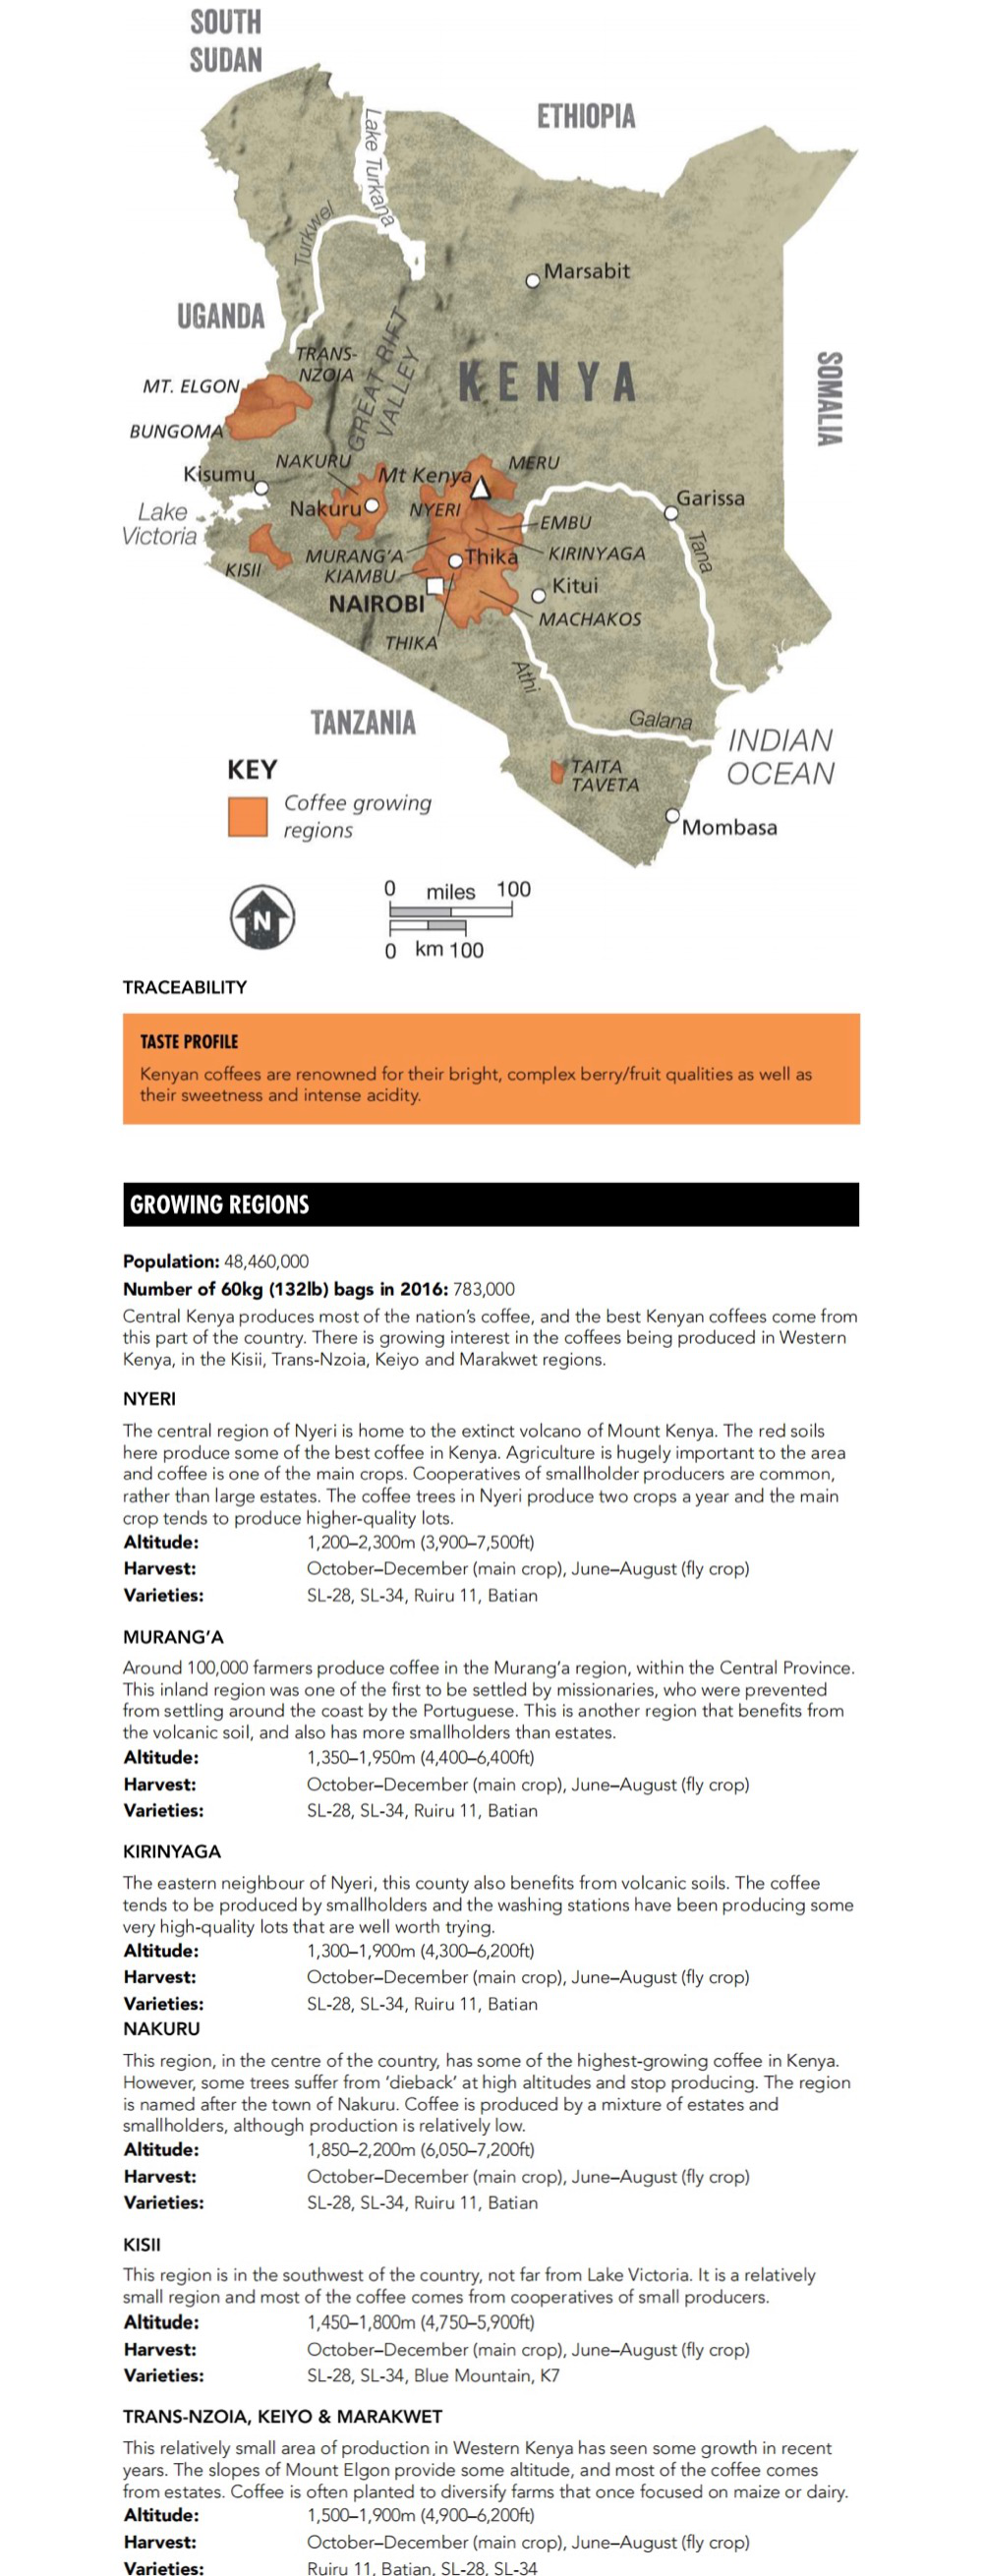 SOUTH
SUDAN
ETHIOPIA
Lake Turkana
Turkwel
Marsabit
UGANDA
TRANS-
NZOIA
GREAT RIFT
VALLEY
KENYA
SOMALIA
MT. ELGON
BUNGOMA
NAKURU
MERU
Kisumu
Mt Kenya
Garissa
Lake
Victoria
Nakuru
NYERI
EMBU
Tana
MURANG'A
Thika
KIRINYAGA
KISII
KIAMBU
Kitui
NAIROBI
MACHAKOS
THIKA
Athi
TANZANIA
Galana
INDIAN
OCEAN
KEY
TAITA
TAVETA
Coffee growing
regions
Mombasa
N
0 miles 100
0 km 100
TRACEABILITY
TASTE PROFILE
Kenyan coffees are renowned for their bright, complex berry/fruit qualities as well as
their sweetness and intense acidity.
GROWING REGIONS
Population: 48,460,000
Number of 60kg (132lb) bags in 2016: 783,000
Central Kenya produces most of the nation's coffee, and the best Kenyan coffees come from
this part of the country. There is growing interest in the coffees being produced in Western
Kenya, in the Kisii, Trans-Nzoia, Keiyo and Marakwet regions.
NYERI
The central region of Nyeri is home to the extinct volcano of Mount Kenya. The red soils
here produce some of the best coffee in Kenya. Agriculture is hugely important to the area
and coffee is one of the main crops. Cooperatives of smallholder producers are common,
rather than large estates. The coffee trees in Nyeri produce two crops a year and the main
crop tends to produce higher-quality lots.
Altitude: 1,200–2,300m (3,900–7,500ft)
Harvest: October–December (main crop), June–August (fly crop)
Varieties: SL-28, SL-34, Ruiru 11, Batian
MURANG'A
Around 100,000 farmers produce coffee in the Murang'a region, within the Central Province.
This inland region was one of the first to be settled by missionaries, who were prevented
from settling around the coast by the Portuguese. This is another region that benefits from
the volcanic soil, and also has more smallholders than estates.
Altitude: 1,350–1,950m (4,400–6,400ft)
Harvest: October–December (main crop), June–August (fly crop)
Varieties: SL-28, SL-34, Ruiru 11, Batian
KIRINYAGA
The eastern neighbour of Nyeri, this county also benefits from volcanic soils. The coffee
tends to be produced by smallholders and the washing stations have been producing some
very high-quality lots that are well worth trying.
Altitude: 1,300–1,900m (4,300–6,200ft)
Harvest: October–December (main crop), June–August (fly crop)
Varieties: SL-28, SL-34, Ruiru 11, Batian
NAKURU
This region, in the centre of the country, has some of the highest-growing coffee in Kenya.
However, some trees suffer from 'dieback' at high altitudes and stop producing. The region
is named after the town of Nakuru. Coffee is produced by a mixture of estates and
smallholders, although production is relatively low.
Altitude: 1,850–2,200m (6,050–7,200ft)
Harvest: October–December (main crop), June–August (fly crop)
Varieties: SL-28, SL-34, Ruiru 11, Batian
KISII
This region is in the southwest of the country, not far from Lake Victoria. It is a relatively
small region and most of the coffee comes from cooperatives of small producers.
Altitude: 1,450–1,800m (4,750–5,900ft)
Harvest: October–December (main crop), June–August (fly crop)
Varieties: SL-28, SL-34, Blue Mountain, K7
TRANS-NZOIA, KEIYO & MARAKWET
This relatively small area of production in Western Kenya has seen some growth in recent
years. The slopes of Mount Elgon provide some altitude, and most of the coffee comes
from estates. Coffee is often planted to diversify farms that once focused on maize or dairy.
Altitude: 1,500–1,900m (4,900–6,200ft)
Harvest: October–December (main crop), June–August (fly crop)
Varieties: Ruiru 11, Batian, SL-28, SL-34